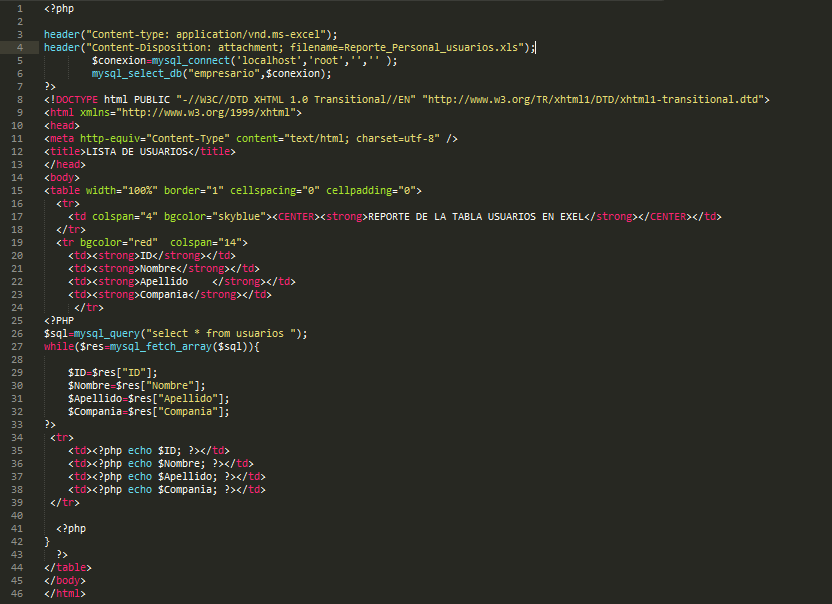 1 <?php
2
3 header("Content-type: application/vnd.ms-excel");
4 header("Content-Disposition: attachment; filename=Reporte_Personal_usuarios.xls");
5         $conexion=mysql_connect('localhost','root','','' );
6         mysql_select_db("empresario",$conexion);
7 ?>
8 <!DOCTYPE html PUBLIC "-//W3C//DTD XHTML 1.0 Transitional//EN" "http://www.w3.org/TR/xhtml1/DTD/xhtml1-transitional.dtd">
9 <html xmlns="http://www.w3.org/1999/xhtml">
10 <head>
11 <meta http-equiv="Content-Type" content="text/html; charset=utf-8" />
12 <title>LISTA DE USUARIOS</title>
13 </head>
14 <body>
15 <table width="100%" border="1" cellspacing="0" cellpadding="0">
16   <tr>
17     <td colspan="4" bgcolor="skyblue"><CENTER><strong>REPORTE DE LA TABLA USUARIOS EN EXEL</strong></CENTER></td>
18   </tr>
19   <tr bgcolor="red"  colspan="14">
20     <td><strong>ID</strong></td>
21     <td><strong>Nombre</strong></td>
22     <td><strong>Apellido    </strong></td>
23     <td><strong>Compania</strong></td>
24      </tr>
25 <?PHP
26 $sql=mysql_query("select * from usuarios ");
27 while($res=mysql_fetch_array($sql)){
28
29     $ID=$res["ID"];
30     $Nombre=$res["Nombre"];
31     $Apellido=$res["Apellido"];
32     $Compania=$res["Compania"];
33 ?>
34  <tr>
35     <td><?php echo $ID; ?></td>
36     <td><?php echo $Nombre; ?></td>
37     <td><?php echo $Apellido; ?></td>
38     <td><?php echo $Compania; ?></td>
39  </tr>
40
41   <?php
42 }
43   ?>
44 </table>
45 </body>
46 </html>